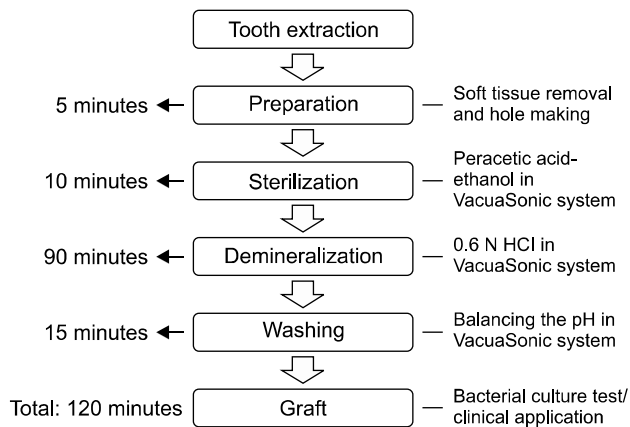 Tooth extraction
5 minutes
Preparation
Soft tissue removal
and hole making
10 minutes
Sterilization
Peracetic acid-
ethanol in
VacuaSonic system
90 minutes
Demineralization
0.6 N HCl in
VacuaSonic system
15 minutes
Washing
Balancing the pH in
VacuaSonic system
Total: 120 minutes
Graft
Bacterial culture test/
clinical application